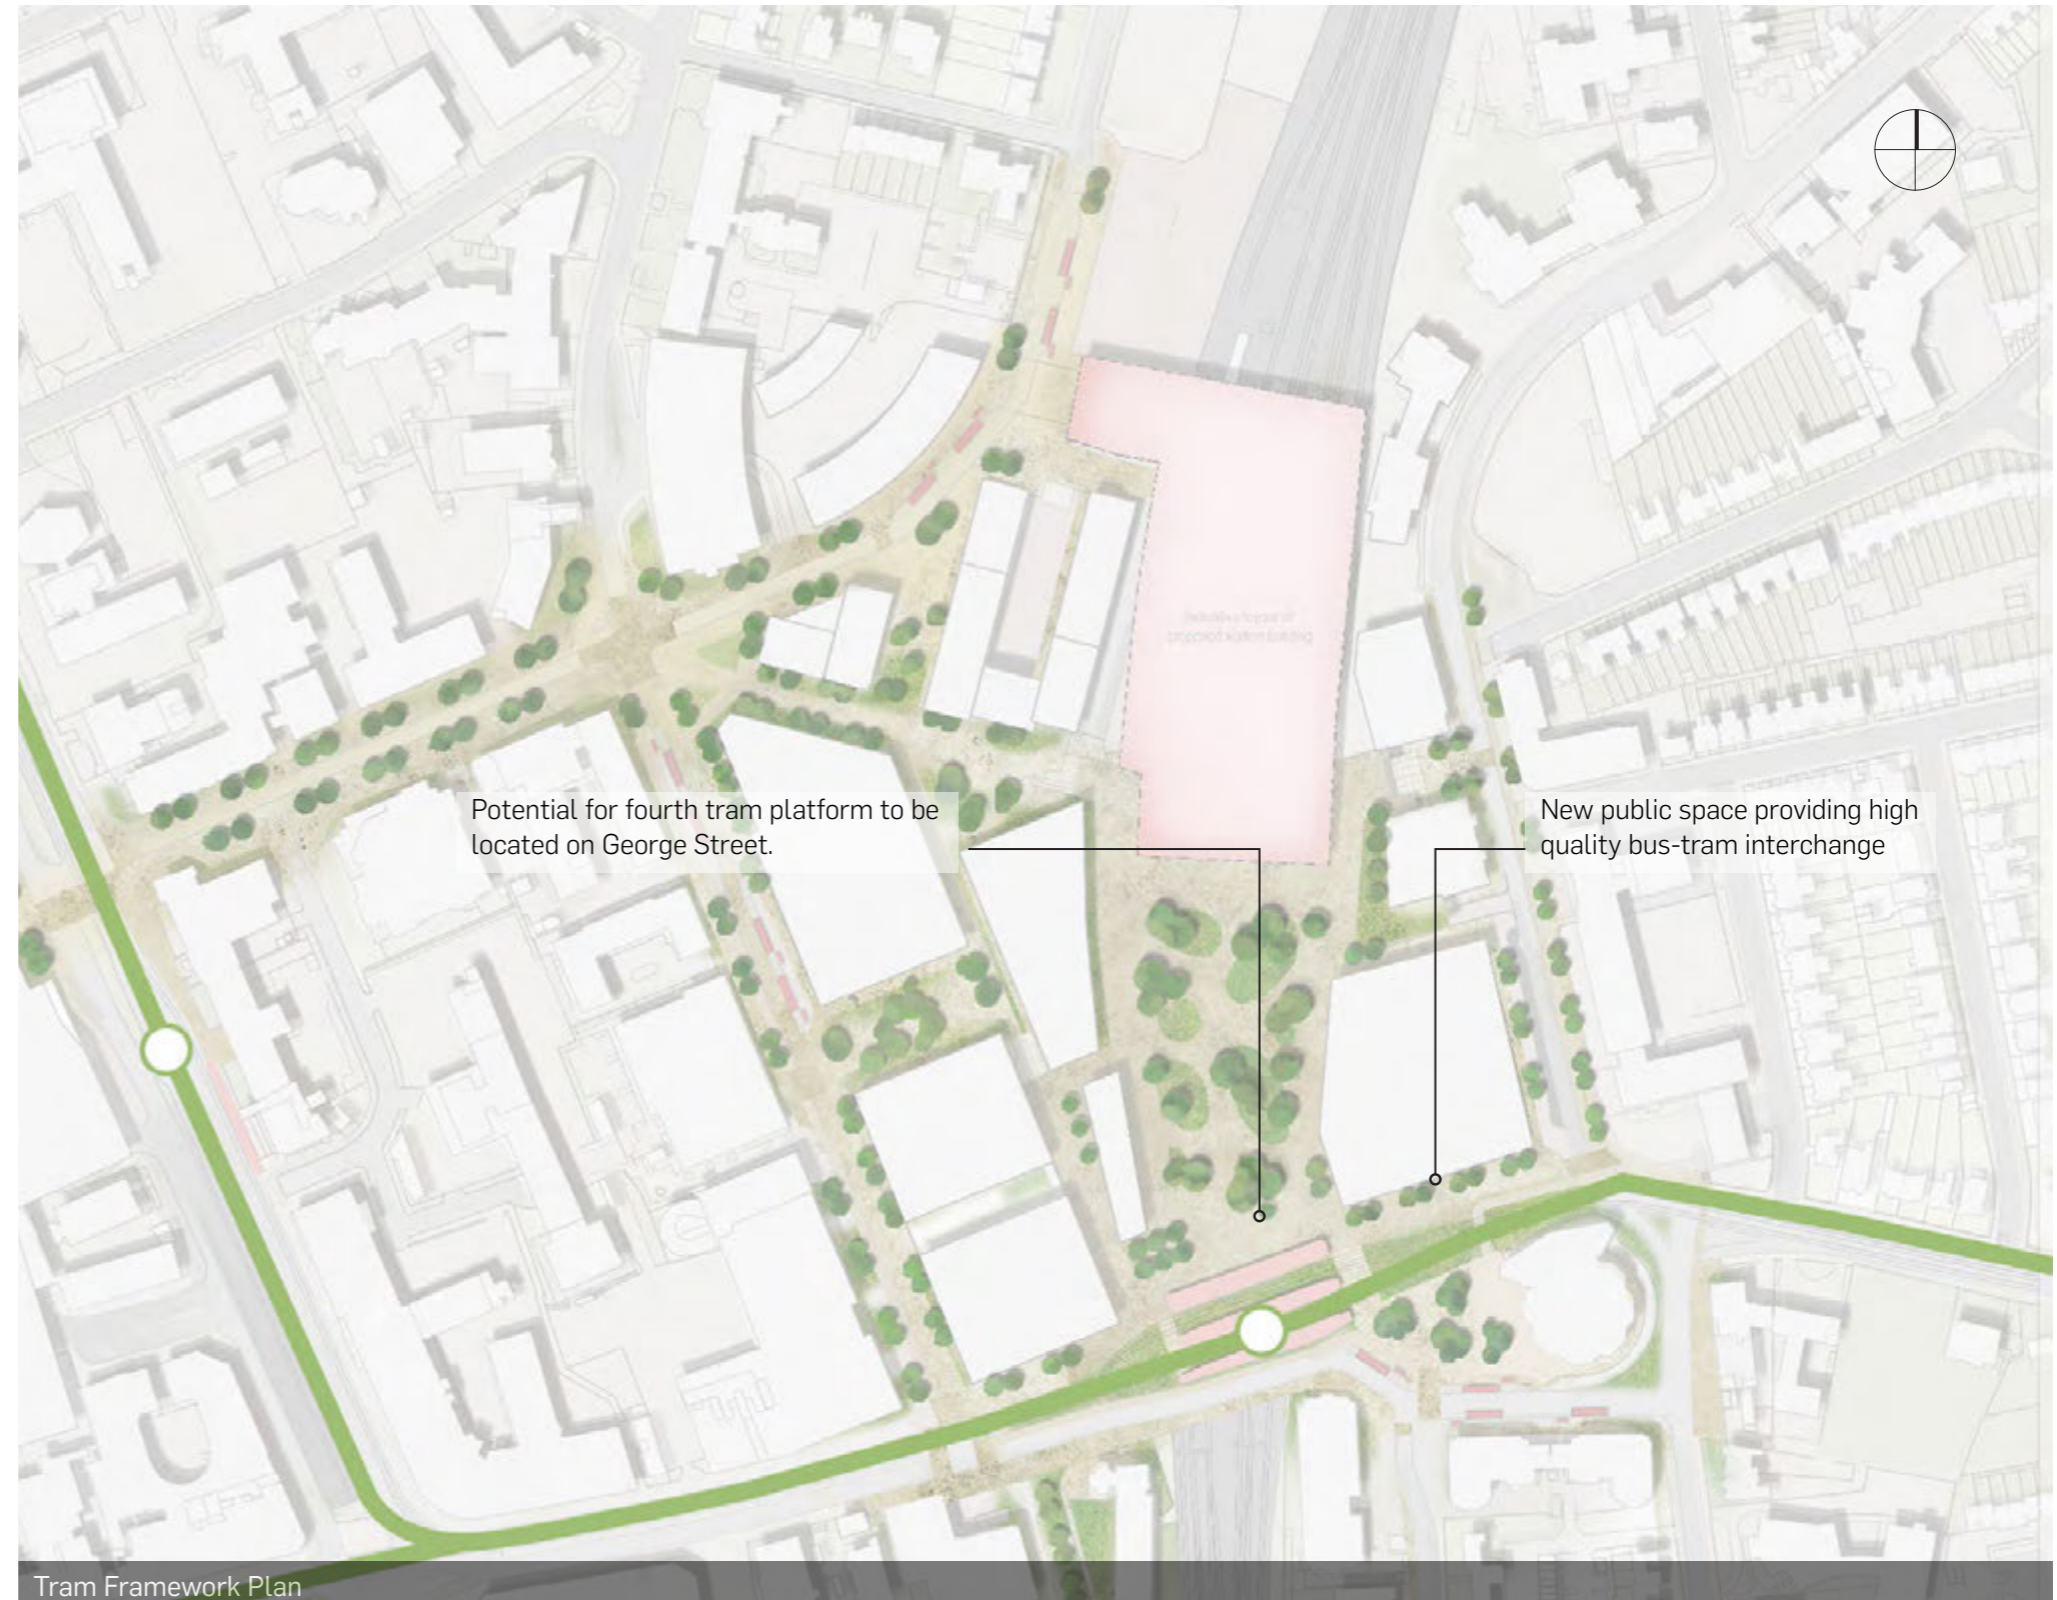 Potential for fourth tram platform to be
located on George Street.
New public space providing high
quality bus-tram interchange
Tram Framework Plan